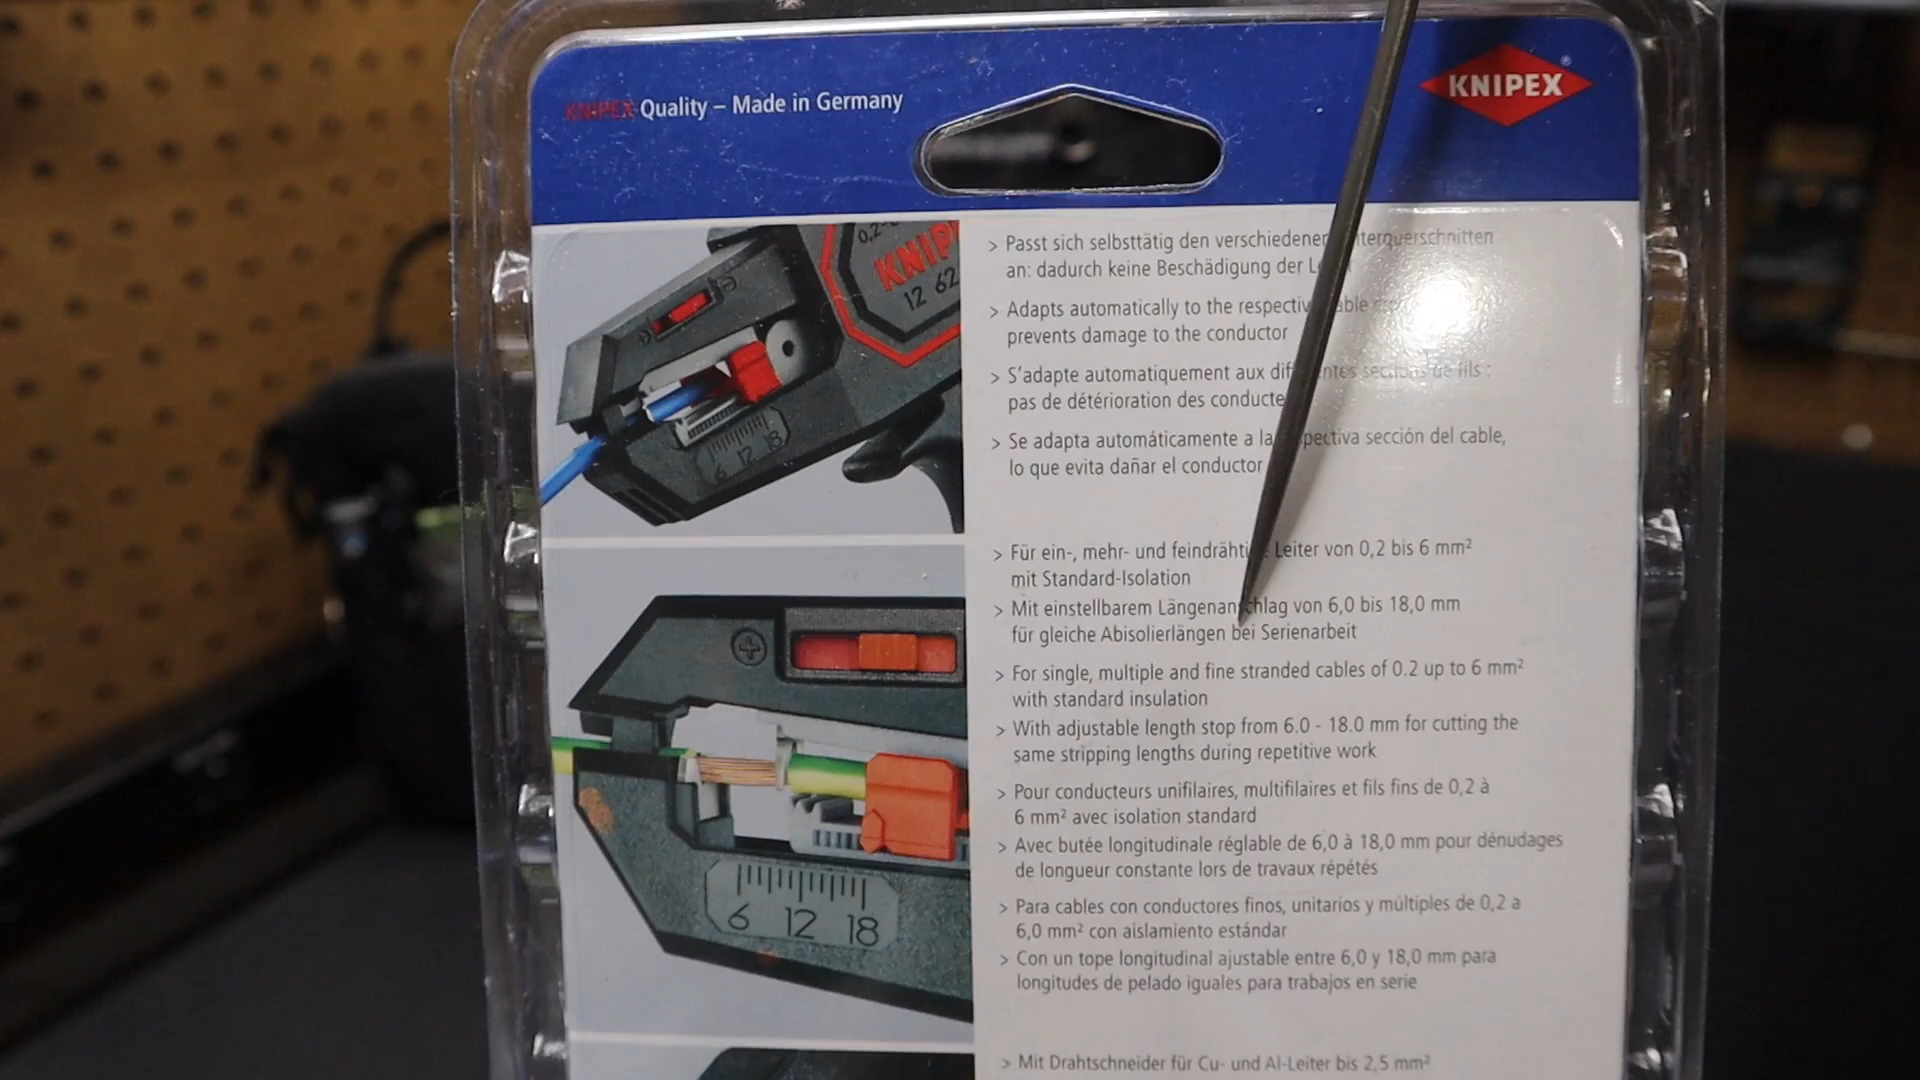 KNIPEX Quality – Made in Germany
KNIPEX®
0,2-
KNIP
12 62
6 12 18
> Passt sich selbsttätig den verschiedenen
an: dadurch keine Beschädigung der
> Adapts automatically to the
prevents damage to the conductor
> S'adapte automatiquement aux de fils :
pas de détérioration des
> Se adapta automáticamente a la sección del cable,
lo que evita dañar el conductor
> Für ein-, mehr- und Leiter von 0,2 bis 6 mm²
mit Standard-Isolation
> Mit einstellbarem Längenanschlag von 6,0 bis 18,0 mm
für gleiche Abisolierlängen bei Serienarbeit
> For single, multiple and fine stranded cables of 0.2 up to 6 mm²
with standard insulation
> With adjustable length stop from 6.0 - 18.0 mm for cutting the
same stripping lengths during repetitive work
> Pour conducteurs unifilaires, multifilaires et fils fins de 0,2 à
6 mm² avec isolation standard
> Avec butée longitudinale réglable de 6,0 à 18,0 mm pour dénudages
de longueur constante lors de travaux répétés
> Para cables con conductores finos, unitarios y múltiples de 0,2 a
6,0 mm² con aislamiento estándar
> Con un tope longitudinal ajustable entre 6,0 y 18,0 mm para
longitudes de pelado iguales para trabajos en serie
6 12 18
> Mit Drahtschneider für Cu- und Al-Leiter bis 2,5 mm²